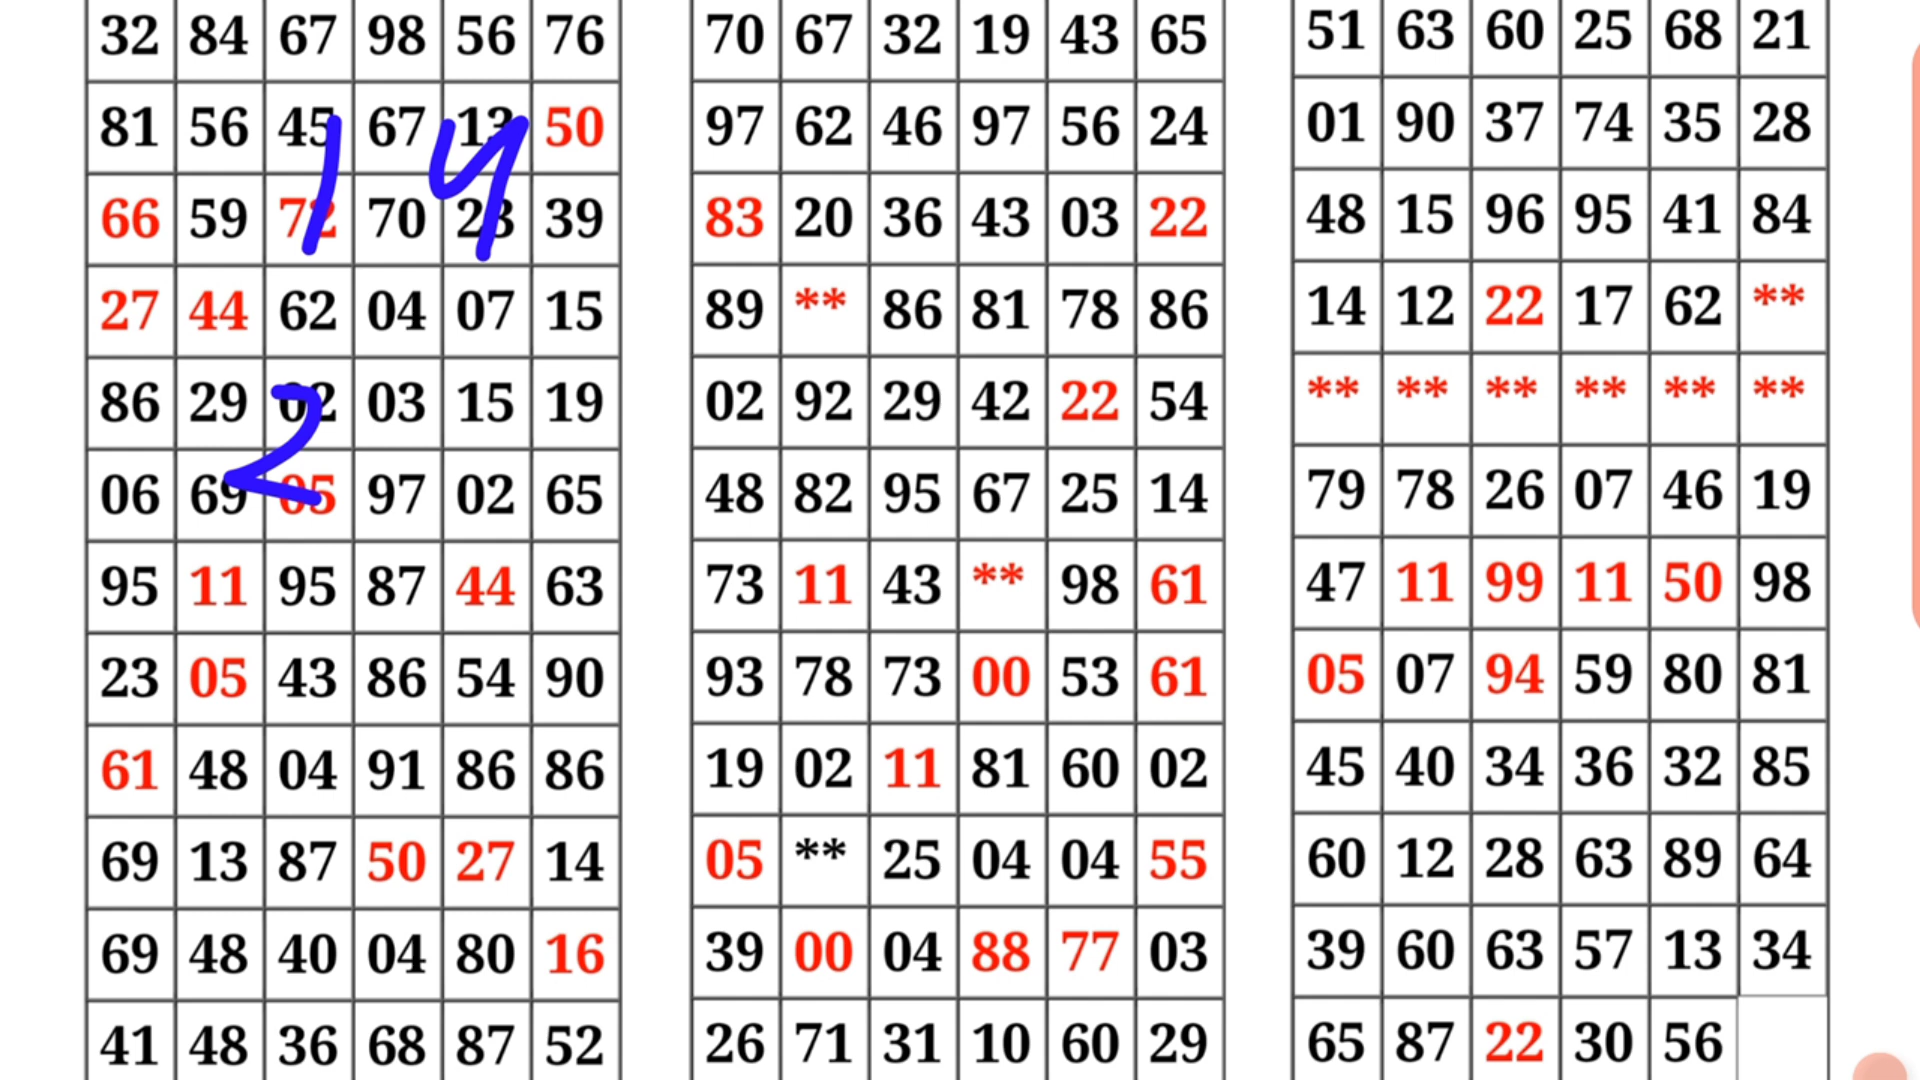 32 84 67 98 56 76
81 56 45 67 13 50
66 59 72 70 23 39
27 44 62 04 07 15
86 29 02 03 15 19
06 69 05 97 02 65
95 11 95 87 44 63
23 05 43 86 54 90
61 48 04 91 86 86
69 13 87 50 27 14
69 48 40 04 80 16
41 48 36 68 87 52
14
2
70 67 32 19 43 65
97 62 46 97 56 24
83 20 36 43 03 22
89 ** 86 81 78 86
02 92 29 42 22 54
48 82 95 67 25 14
73 11 43 ** 98 61
93 78 73 00 53 61
19 02 11 81 60 02
05 ** 25 04 04 55
39 00 04 88 77 03
26 71 31 10 60 29
51 63 60 25 68 21
01 90 37 74 35 28
48 15 96 95 41 84
14 12 22 17 62 **
** ** ** ** ** **
79 78 26 07 46 19
47 11 99 11 50 98
05 07 94 59 80 81
45 40 34 36 32 85
60 12 28 63 89 64
39 60 63 57 13 34
65 87 22 30 56